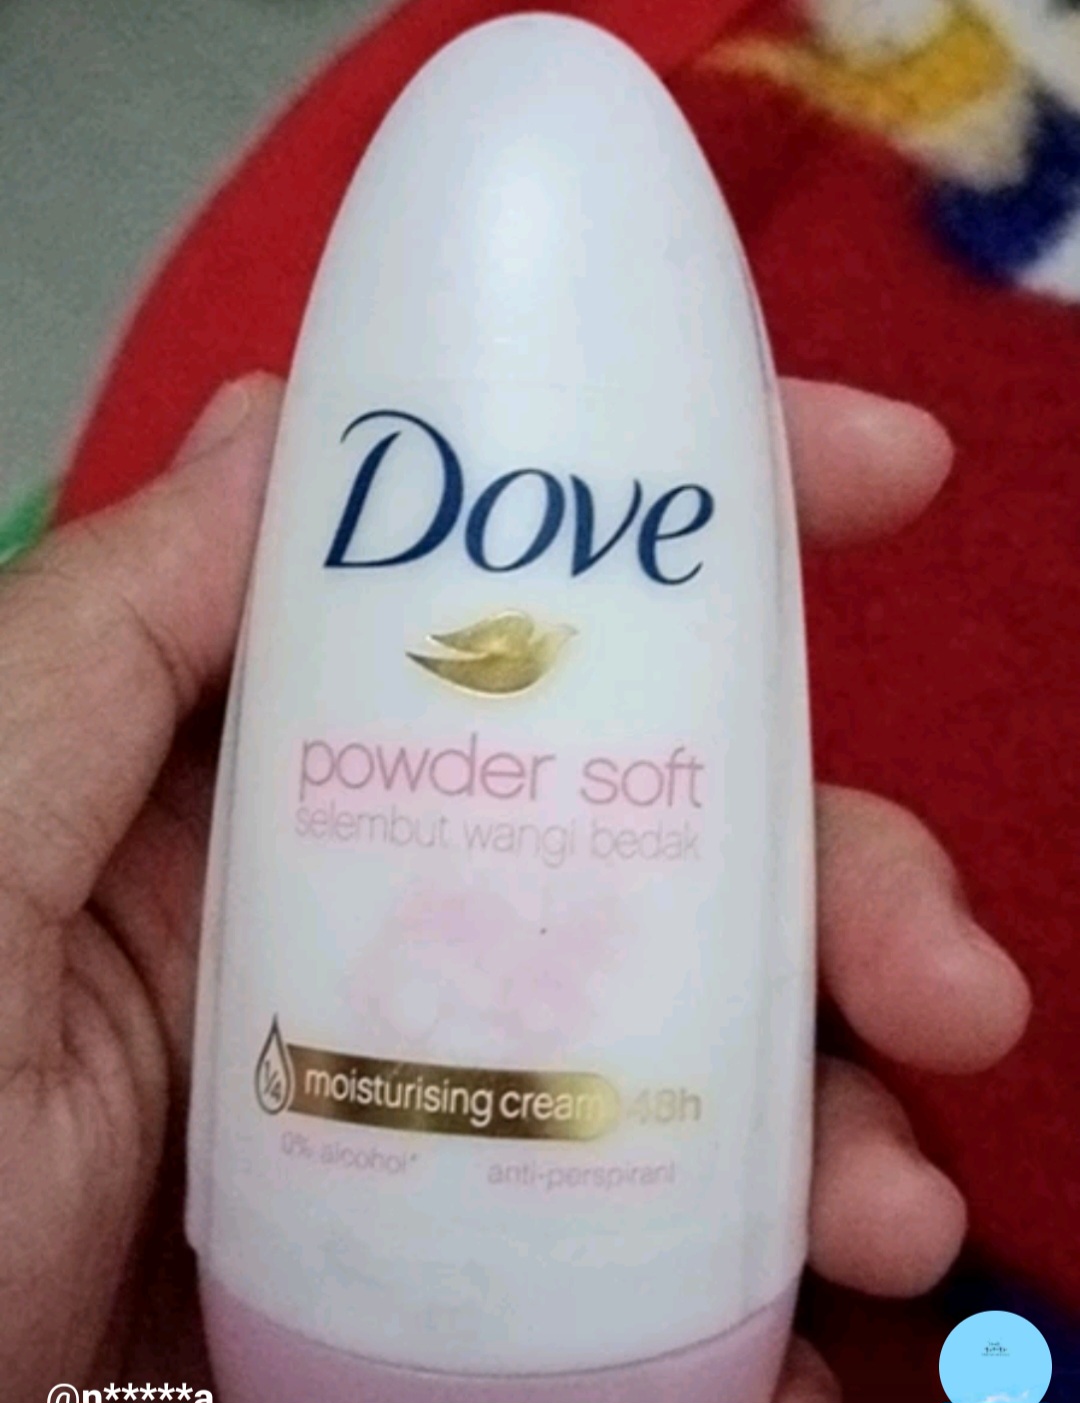 Dove
powder soft
selembut wangi bedak
1/4 moisturising cream 48h
0% alcohol* anti-perspirant
@n*****a